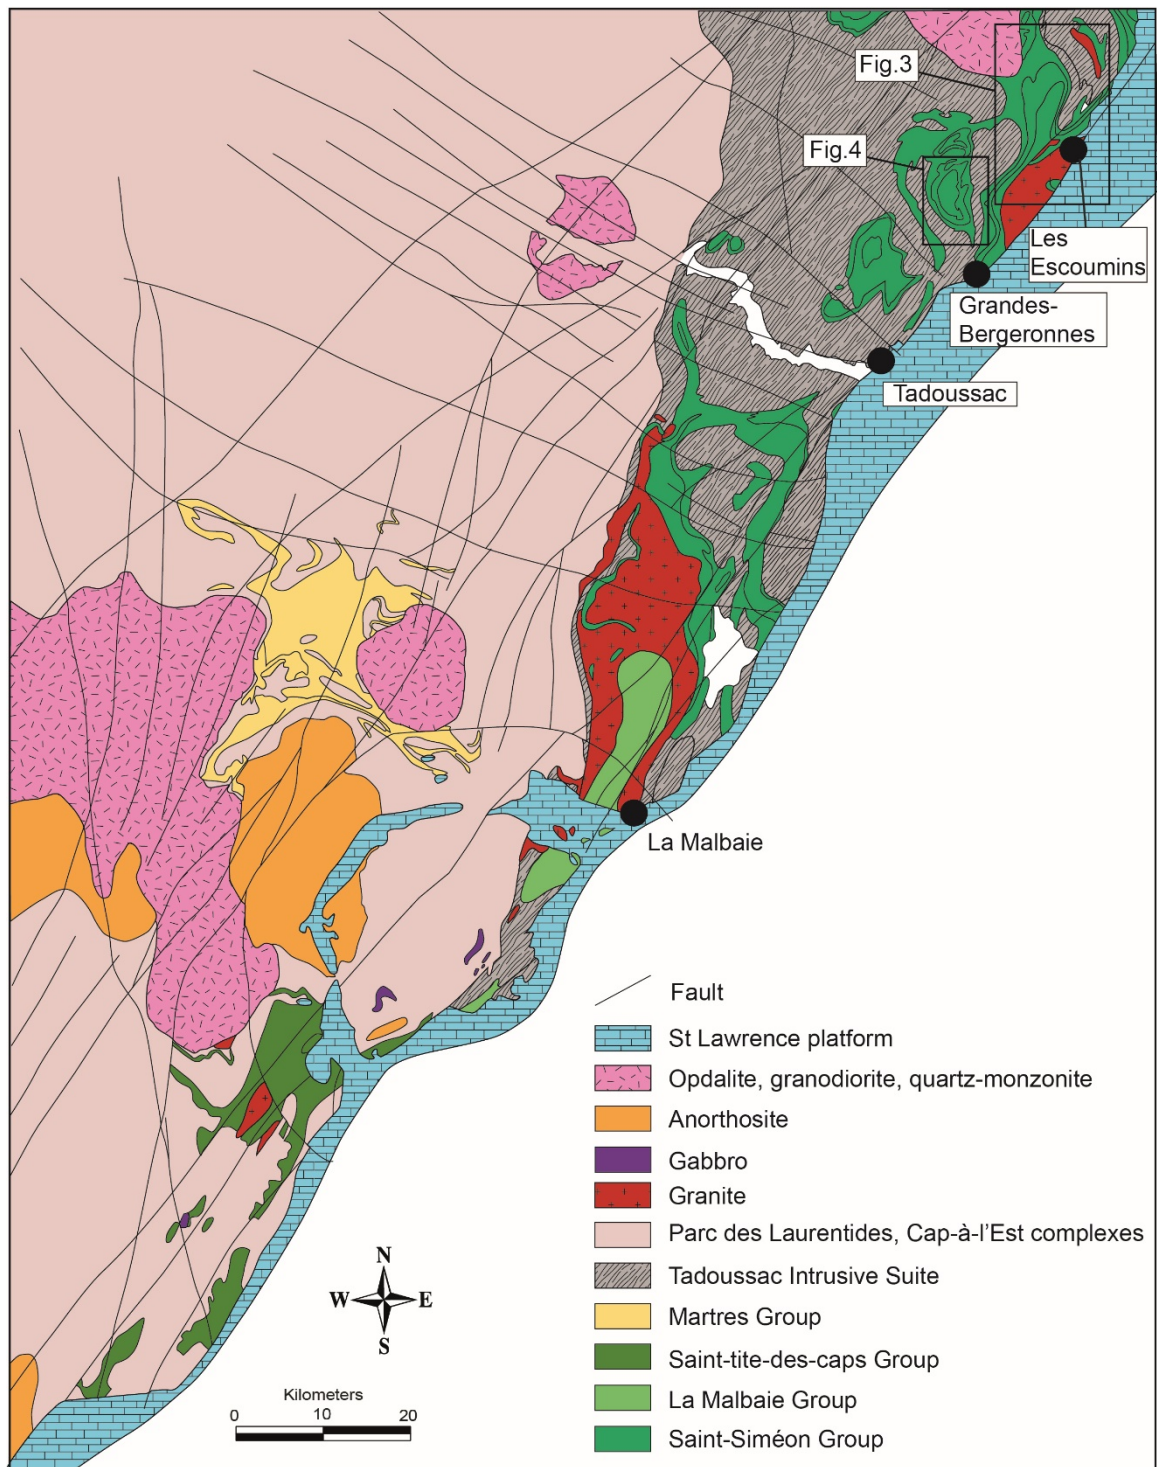 Fig.3
Fig.4
Les
Escoumins
Grandes-
Bergeronnes
Tadoussac
La Malbaie
Fault
St Lawrence platform
Opdalite, granodiorite, quartz-monzonite
Anorthosite
Gabbro
Granite
Parc des Laurentides, Cap-à-l'Est complexes
Tadoussac Intrusive Suite
Martres Group
Saint-tite-des-caps Group
La Malbaie Group
Saint-Siméon Group
N
W E
S
Kilometers
0 10 20